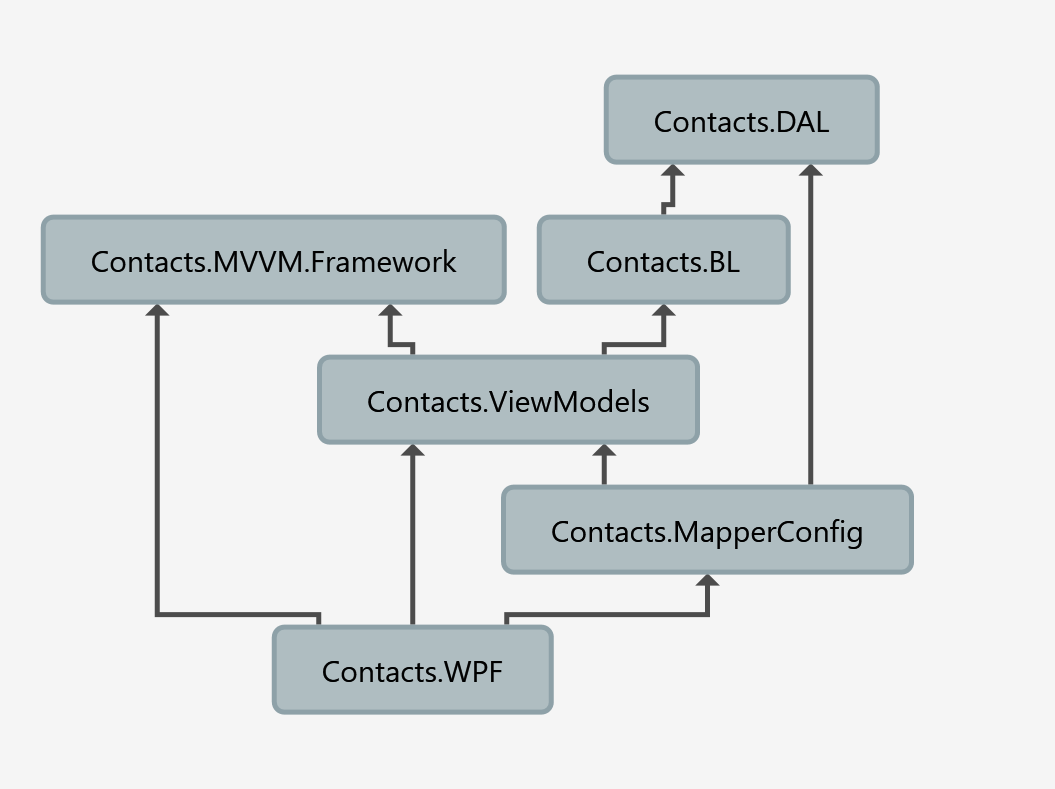 Contacts.DAL
Contacts.MVVM.Framework
Contacts.BL
Contacts.ViewModels
Contacts.MapperConfig
Contacts.WPF